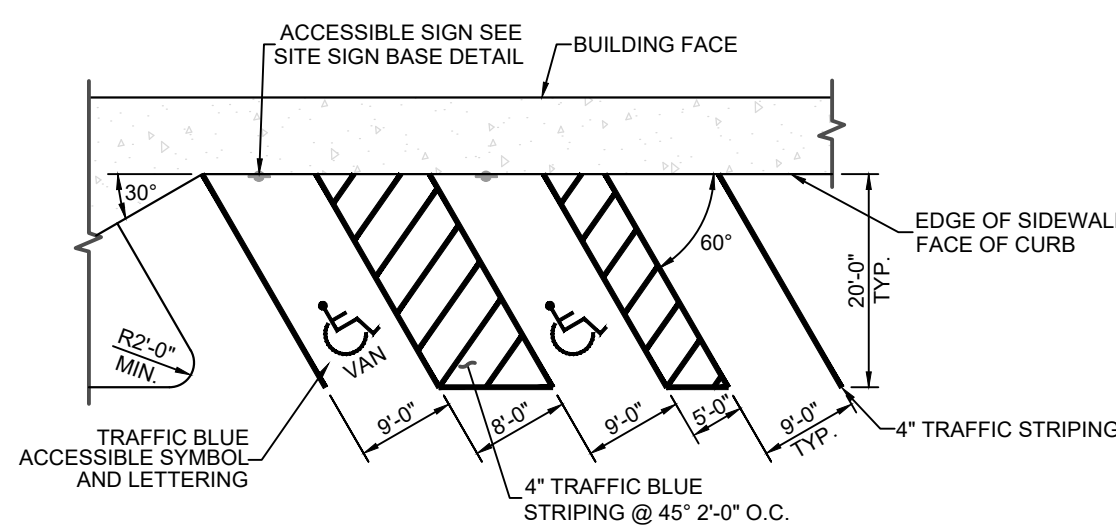 ACCESSIBLE SIGN SEE
SITE SIGN BASE DETAIL
BUILDING FACE
30°
60°
EDGE OF SIDEWAL
FACE OF CURB
20'-0"
TYP.
R2'-0"
MIN.
VAN
9'-0"
8'-0"
9'-0"
5'-0"
9'-0"
TYP.
TRAFFIC BLUE
ACCESSIBLE SYMBOL
AND LETTERING
4" TRAFFIC STRIPING
4" TRAFFIC BLUE
STRIPING @ 45° 2'-0" O.C.